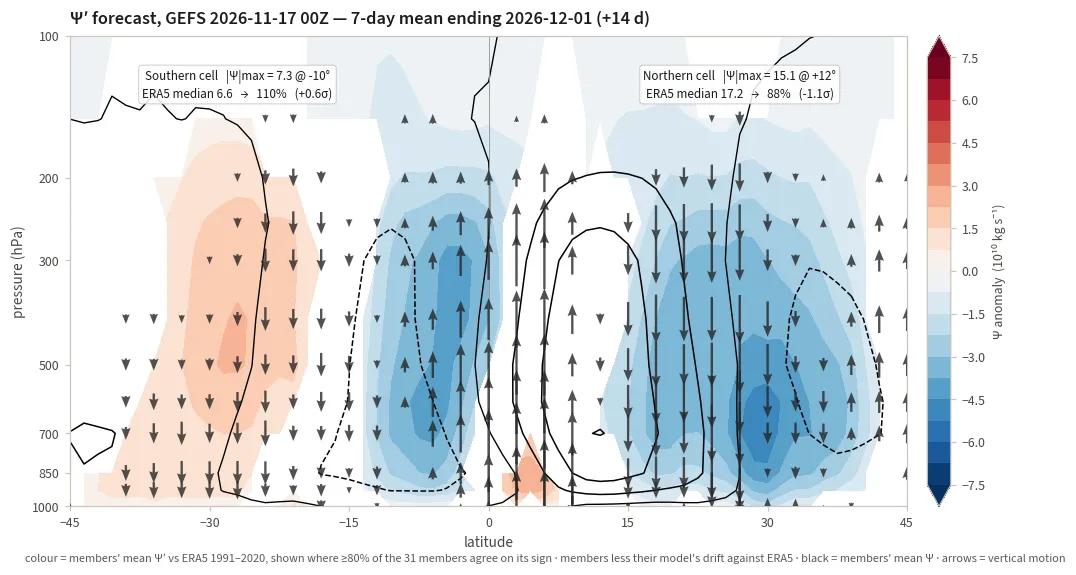 Ψ′ forecast, GEFS 2026-11-17 00Z — 7-day mean ending 2026-12-01 (+14 d)
Southern cell |Ψ|max = 7.3 @ -10°
ERA5 median 6.6 → 110% (+0.6σ)
Northern cell |Ψ|max = 15.1 @ +12°
ERA5 median 17.2 → 88% (-1.1σ)
pressure (hPa)
100
200
300
400
500
700
850
1000
−45
−30
−15
0
15
30
45
latitude
7.5
6.0
4.5
3.0
1.5
0.0
−1.5
−3.0
−4.5
−6.0
−7.5
Ψ anomaly (10¹⁰ kg s⁻¹)
colour = members' mean Ψ′ vs ERA5 1991–2020, shown where ≥80% of the 31 members agree on its sign · members less their model's drift against ERA5 · black = members' mean Ψ · arrows = vertical motion